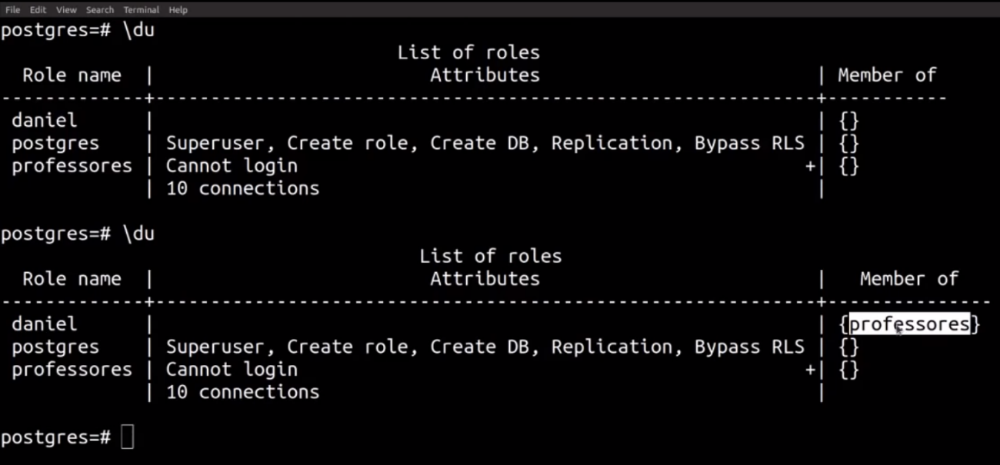 File Edit View Search Terminal Help
postgres=# \du
                                    List of roles
  Role name  |                         Attributes                         | Member of
-------------+------------------------------------------------------------+-----------
 daniel      |                                                            | {}
 postgres    | Superuser, Create role, Create DB, Replication, Bypass RLS | {}
 professores | Cannot login                                              +| {}
             | 10 connections                                             |
postgres=# \du
                                      List of roles
  Role name  |                         Attributes                         |   Member of
-------------+------------------------------------------------------------+---------------
 daniel      |                                                            | {professores}
 postgres    | Superuser, Create role, Create DB, Replication, Bypass RLS | {}
 professores | Cannot login                                              +| {}
             | 10 connections                                             |
postgres=#